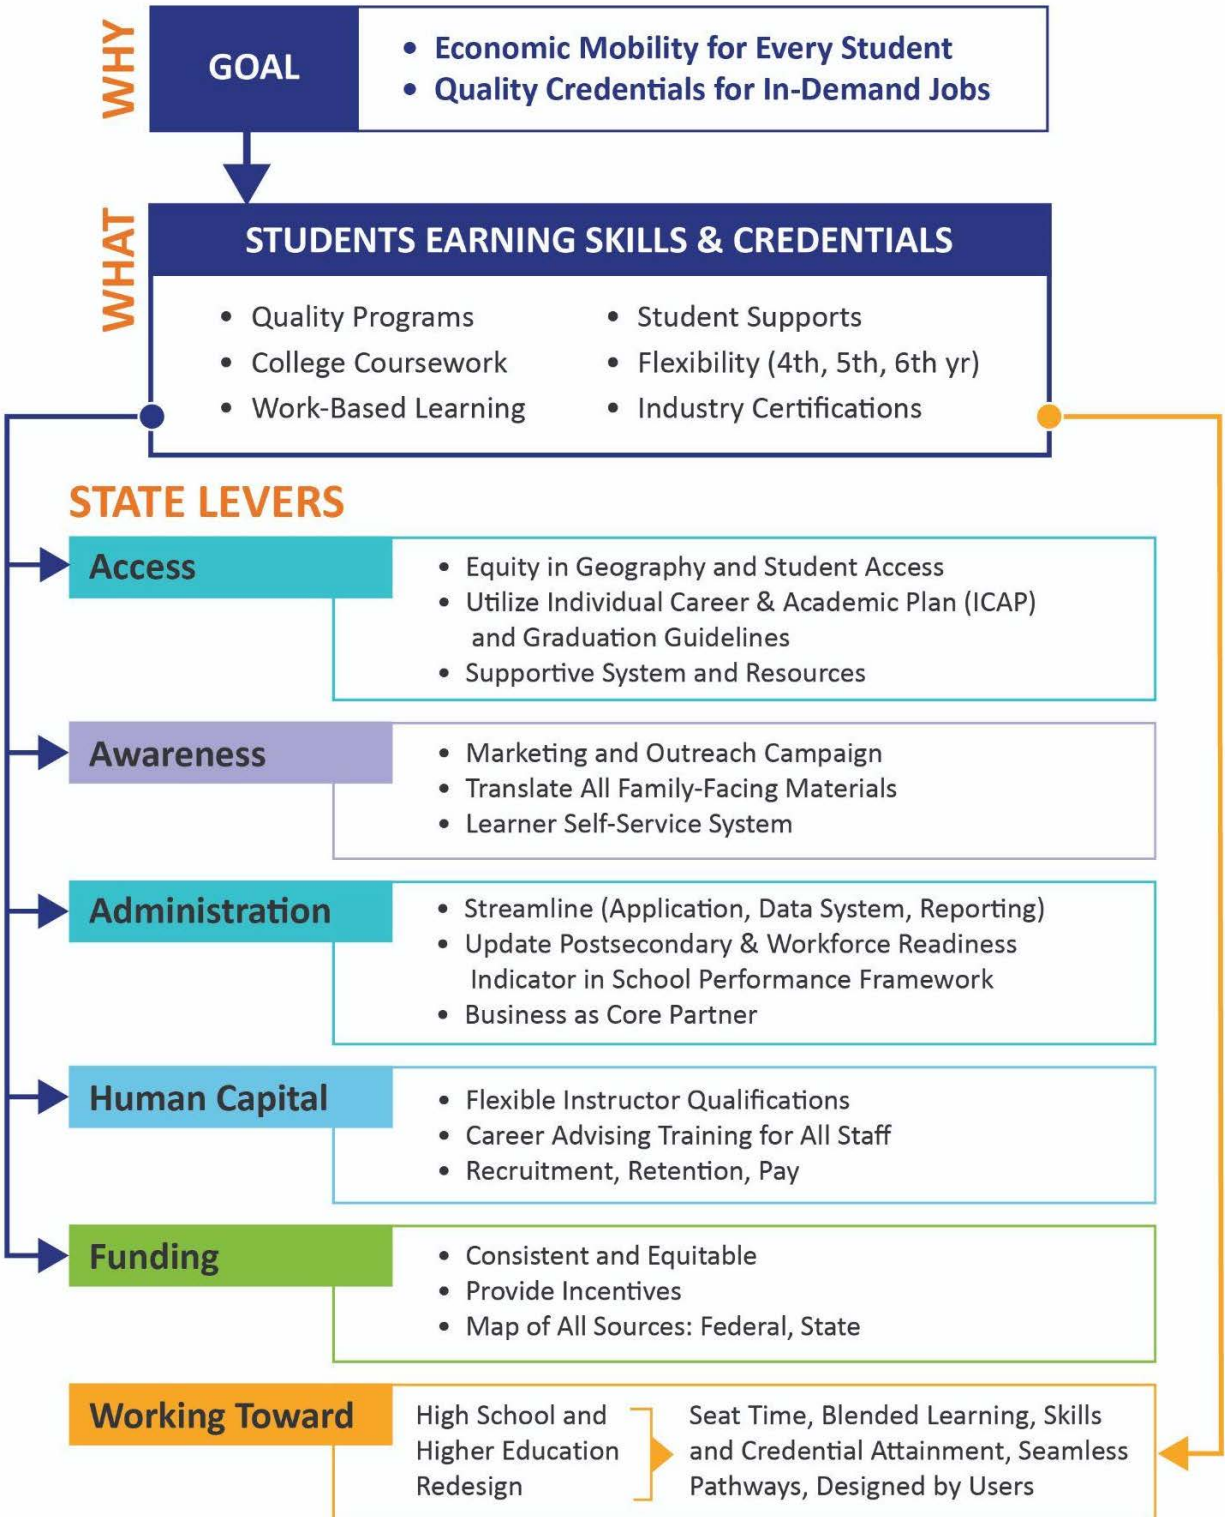 WHY
GOAL
• Economic Mobility for Every Student
• Quality Credentials for In-Demand Jobs
WHAT
STUDENTS EARNING SKILLS & CREDENTIALS
• Quality Programs
• College Coursework
• Work-Based Learning
• Student Supports
• Flexibility (4th, 5th, 6th yr)
• Industry Certifications
STATE LEVERS
Access
• Equity in Geography and Student Access
• Utilize Individual Career & Academic Plan (ICAP)
and Graduation Guidelines
• Supportive System and Resources
Awareness
• Marketing and Outreach Campaign
• Translate All Family-Facing Materials
• Learner Self-Service System
Administration
• Streamline (Application, Data System, Reporting)
• Update Postsecondary & Workforce Readiness
Indicator in School Performance Framework
• Business as Core Partner
Human Capital
• Flexible Instructor Qualifications
• Career Advising Training for All Staff
• Recruitment, Retention, Pay
Funding
• Consistent and Equitable
• Provide Incentives
• Map of All Sources: Federal, State
Working Toward
High School and
Higher Education
Redesign
Seat Time, Blended Learning, Skills
and Credential Attainment, Seamless
Pathways, Designed by Users